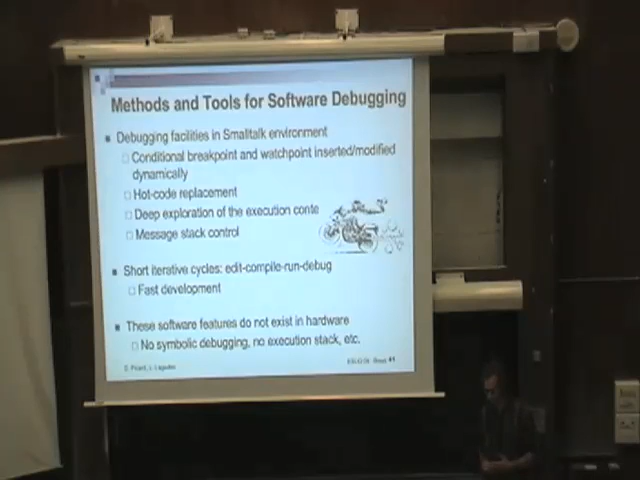 Methods and Tools for Software Debugging
Debugging facilities in Smalltalk environment
Conditional breakpoint and watchpoint inserted/modified
dynamically
Hot-code replacement
Deep exploration of the execution conte
Message stack control
Short iterative cycles: edit-compile-run-debug
Fast development
These software features do not exist in hardware
No symbolic debugging, no execution stack, etc.